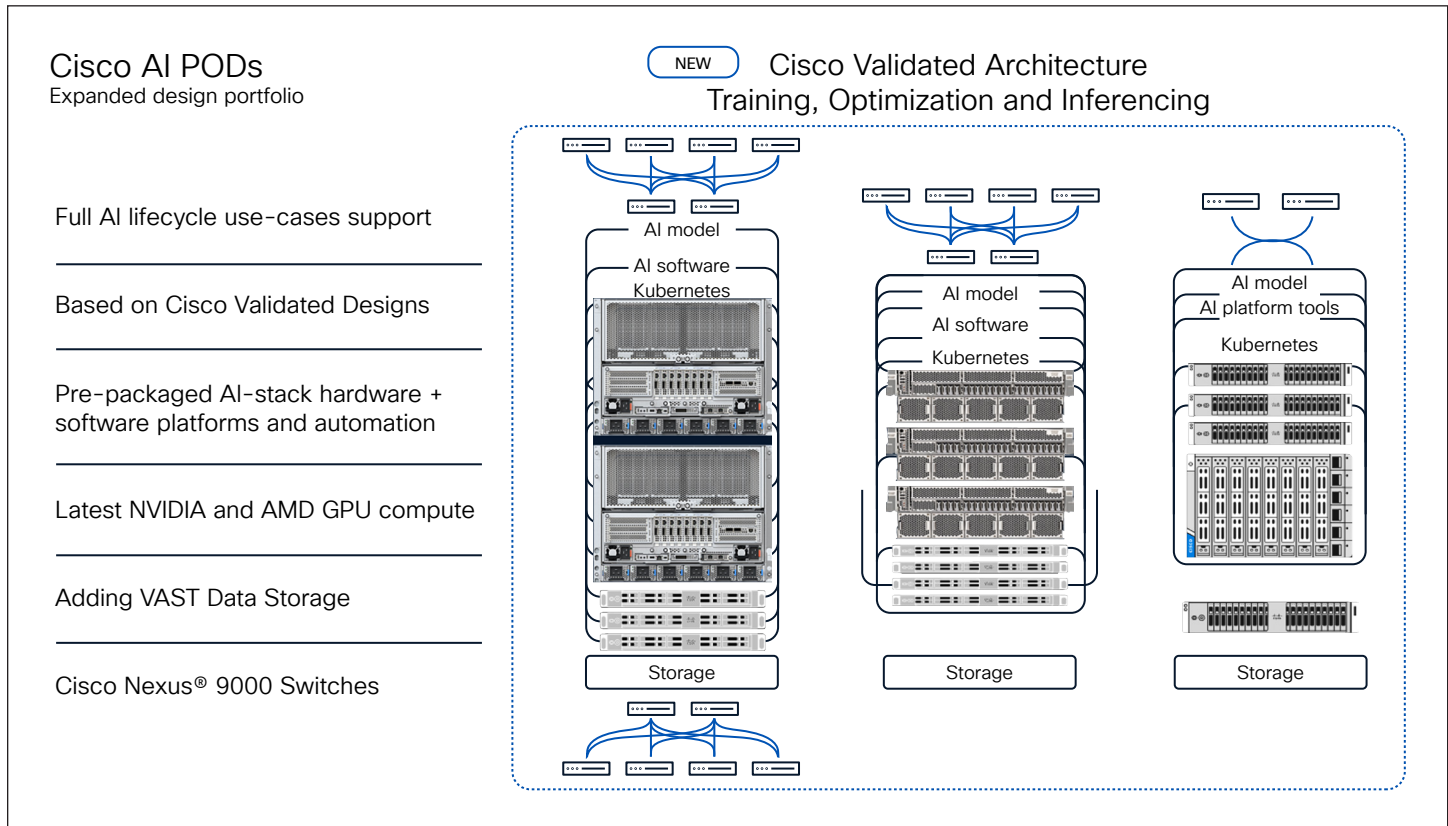 Cisco AI PODs
Expanded design portfolio
NEW
Cisco Validated Architecture
Training, Optimization and Inferencing
Full AI lifecycle use-cases support
Based on Cisco Validated Designs
Pre-packaged AI-stack hardware +
software platforms and automation
Latest NVIDIA and AMD GPU compute
Adding VAST Data Storage
Cisco Nexus® 9000 Switches
AI model
AI software
Kubernetes
Storage
AI model
AI software
Kubernetes
Storage
AI model
AI platform tools
Kubernetes
Storage